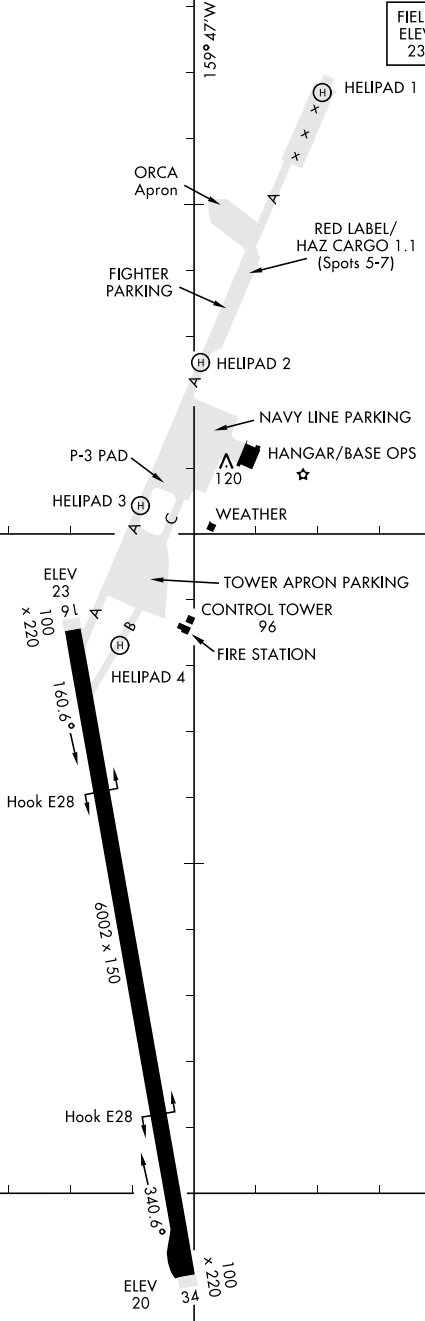 159° 47'W
FIEL
ELEV
23
HELIPAD 1
ORCA
Apron
A
RED LABEL/
HAZ CARGO 1.1
(Spots 5-7)
FIGHTER
PARKING
HELIPAD 2
A
NAVY LINE PARKING
P-3 PAD
HANGAR/BASE OPS
120
HELIPAD 3
A
C
WEATHER
ELEV
23
TOWER APRON PARKING
16
100
x 220
A
B
CONTROL TOWER
96
FIRE STATION
HELIPAD 4
160.6°
Hook E28
6002 x 150
Hook E28
340.6°
100
x 220
ELEV
20
34
H
H
H
H
x
x
x